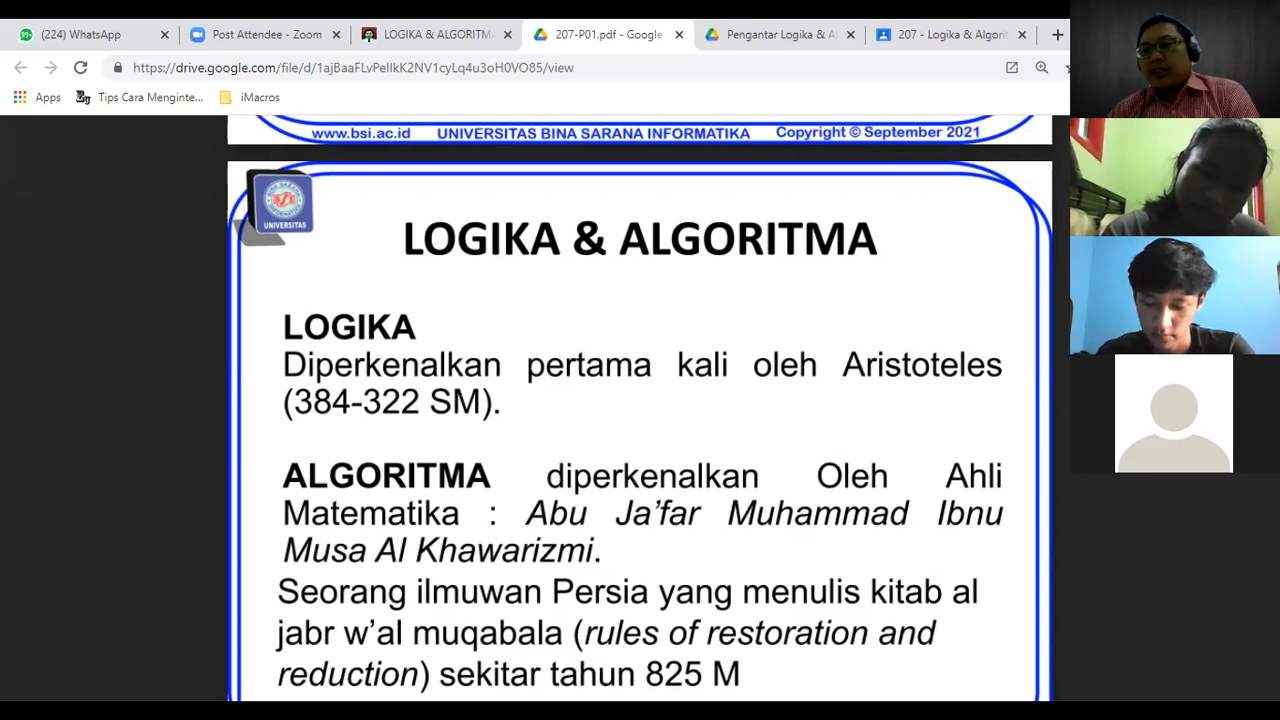 (224) WhatsApp
Post Attendee - Zoom
LOGIKA & ALGORITMA
207-P01.pdf - Google
Pengantar Logika & Al
207 - Logika & Algorit
https://drive.google.com/file/d/1ajBaaFLvPelIkK2NV1cyLq4u3oH0VO85/view
Apps
Tips Cara Menginte...
iMacros
www.bsi.ac.id UNIVERSITAS BINA SARANA INFORMATIKA Copyright © September 2021
UNIVERSITAS
LOGIKA & ALGORITMA
LOGIKA
Diperkenalkan pertama kali oleh Aristoteles
(384-322 SM).
ALGORITMA diperkenalkan Oleh Ahli
Matematika : Abu Ja’far Muhammad Ibnu
Musa Al Khawarizmi.
Seorang ilmuwan Persia yang menulis kitab al
jabr w’al muqabala (rules of restoration and
reduction) sekitar tahun 825 M